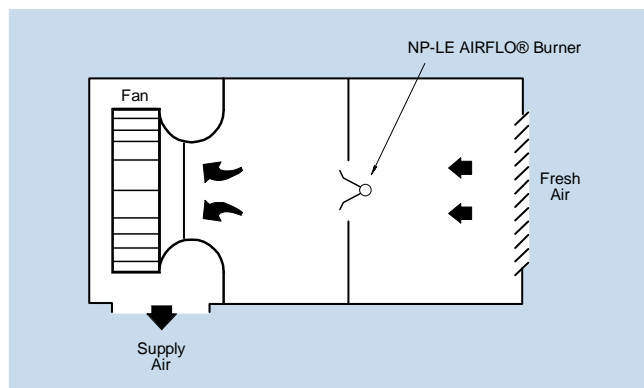 NP-LE AIRFLO® Burner
Fan
Fresh
Air
Supply
Air